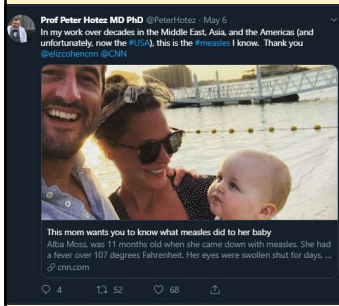 Prof Peter Hotez MD PhD @PeterHotez · May 6
In my work over decades in the Middle East, Asia, and the Americas (and
unfortunately, now the #USA), this is the #measles I know. Thank you
@elizcohencnn @CNN
This mom wants you to know what measles did to her baby
Alba Moss, was 11 months old when she came down with measles. She had
a fever over 107 degrees Fahrenheit. Her eyes were swollen shut for days. ...
cnn.com
4 52 68